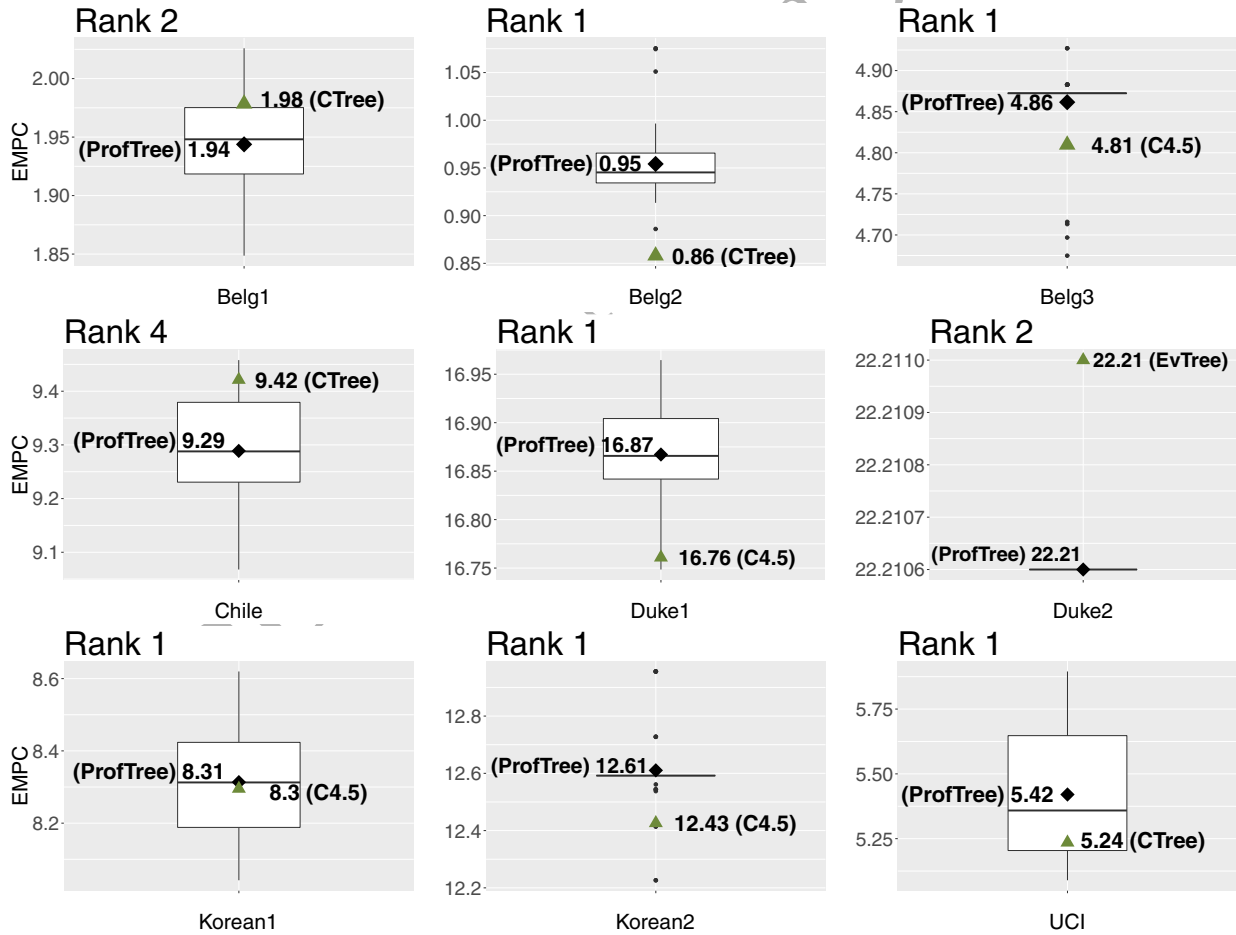 Rank 2
2.00
1.95
1.90
1.85
EMPC
1.98 (CTree)
(ProfTree) 1.94
Belg1
Rank 1
1.05
1.00
0.95
0.90
0.85
(ProfTree) 0.95
0.86 (CTree)
Belg2
Rank 1
4.90
4.85
4.80
4.75
4.70
(ProfTree) 4.86
4.81 (C4.5)
Belg3
Rank 4
9.4
9.3
9.2
9.1
EMPC
9.42 (CTree)
(ProfTree) 9.29
Chile
Rank 1
16.95
16.90
16.85
16.80
16.75
(ProfTree) 16.87
16.76 (C4.5)
Duke1
Rank 2
22.2110
22.2109
22.2108
22.2107
22.2106
22.21 (EvTree)
(ProfTree) 22.21
Duke2
Rank 1
8.6
8.4
8.2
EMPC
(ProfTree) 8.31
8.3 (C4.5)
Korean1
Rank 1
12.8
12.6
12.4
12.2
(ProfTree) 12.61
12.43 (C4.5)
Korean2
Rank 1
5.75
5.50
5.25
(ProfTree) 5.42
5.24 (CTree)
UCI